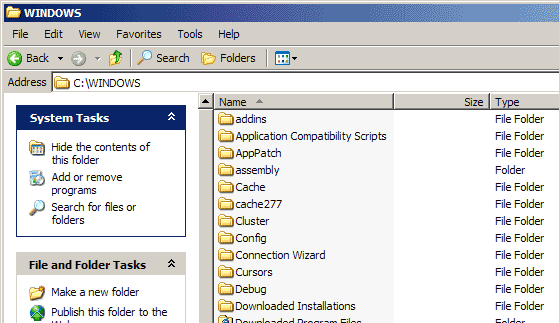 WINDOWS
File Edit View Favorites Tools Help
Back Search Folders
Address C:\WINDOWS
System Tasks
Hide the contents of
this folder
Add or remove
programs
Search for files or
folders
File and Folder Tasks
Make a new folder
Publish this folder to the
Name Size Type
addins File Folder
Application Compatibility Scripts File Folder
AppPatch File Folder
assembly Folder
Cache File Folder
cache277 File Folder
Cluster File Folder
Config File Folder
Connection Wizard File Folder
Cursors File Folder
Debug File Folder
Downloaded Installations File Folder
Downloaded Program Files Folder